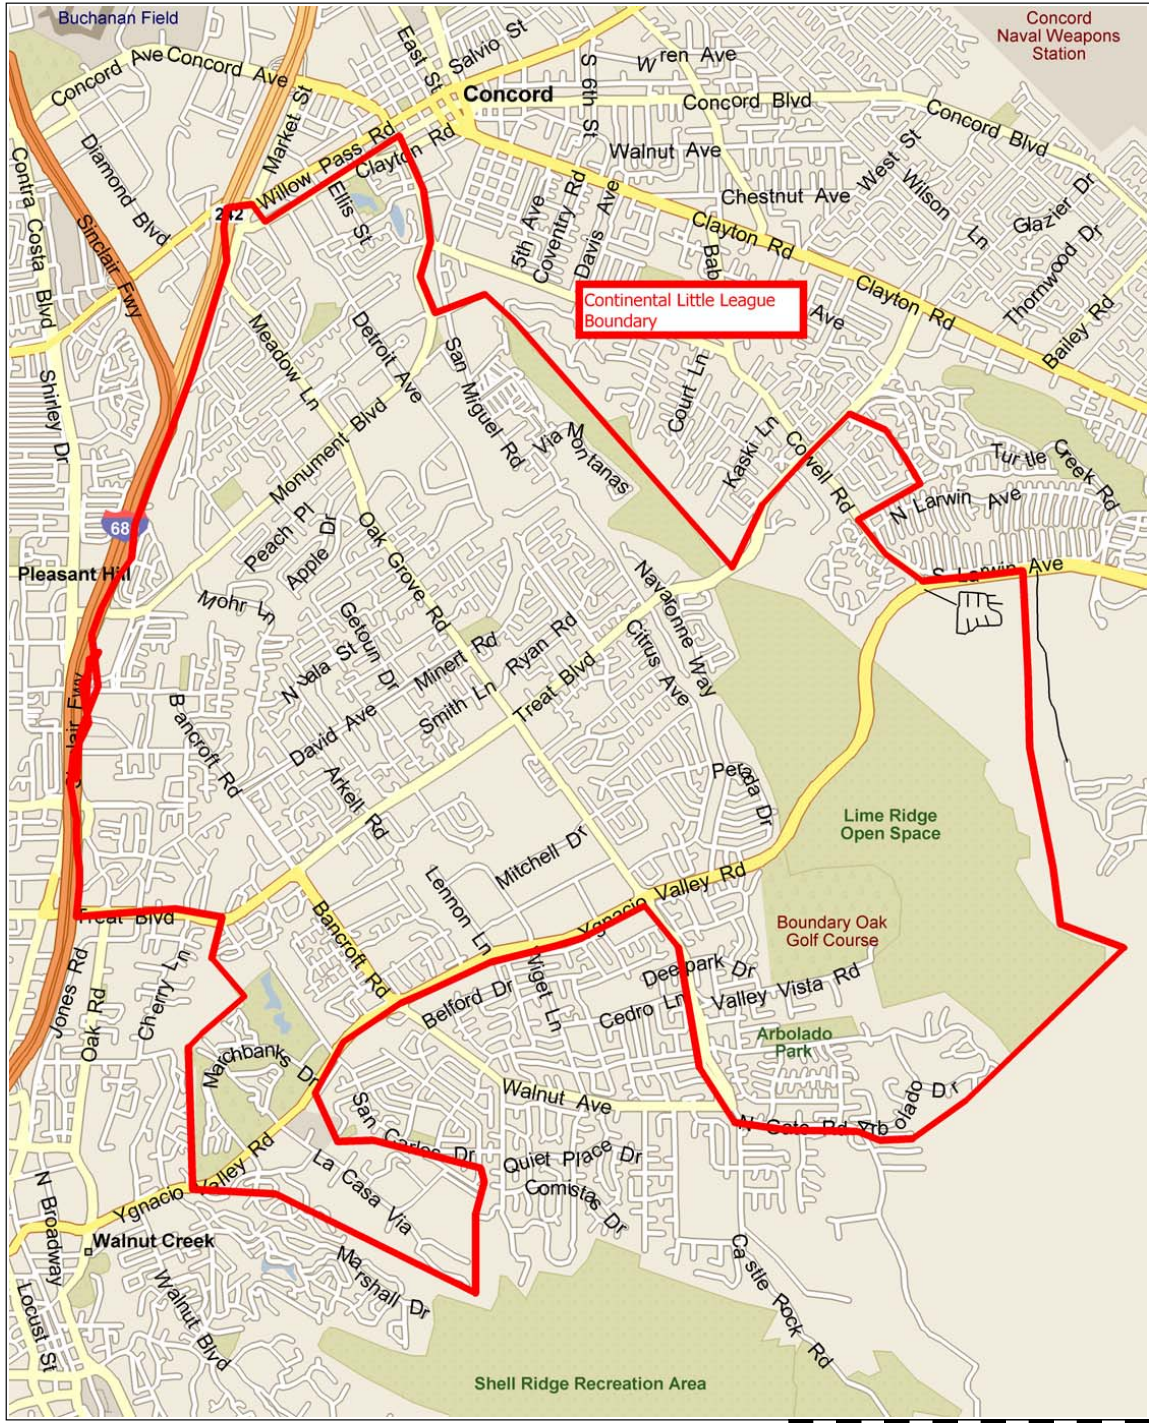 Buchanan Field
Concord
Naval Weapons
Station
Salvio St
East St
Wren Ave
S 6th St
Concord Ave
Concord Ave
Concord
Concord Blvd
Concord Blvd
Market St
Willow Pass Rd
Clayton Rd
Walnut Ave
West St
Wilson Ln
Chestnut Ave
Glazier Dr
Diamond Blvd
Contra Costa Blvd
Ellis St
242
5th Ave
Coventry Rd
Davis Ave
Clayton Rd
Thornwood Dr
Sinclair Fwy
Bab
Ave
Clayton Rd
Bailey Rd
Continental Little League
Boundary
Meadow Ln
Detroit Ave
San Miguel Rd
Court Ln
Shirley Dr
Monument Blvd
Via Montanas
Kaski Ln
Cowell Rd
Turtle Creek Rd
N Larwin Ave
68
Peach Pl
Apple Dr
Oak Grove Rd
Pleasant Hill
S Larwin Ave
Mohr Ln
Navaronne Way
Getoun Dr
Minert Rd
Ryan Rd
Citrus Ave
N Vala St
Smith Ln
Treat Blvd
Sinclair Fwy
Bancroft Rd
David Ave
Arkell Rd
Petada Dr
Lime Ridge
Open Space
Mitchell Dr
Lennon Ln
Ygnacio Valley Rd
Treat Blvd
Bancroft Rd
Boundary Oak
Golf Course
Jones Rd
Oak Rd
Cherry Ln
Wiget Ln
Deerpark Dr
Belford Dr
Cedro Ln
Valley Vista Rd
Arbolado
Park
Marchbanks Dr
Walnut Ave
San Carlos Dr
N Gate Rd
Arbolado Dr
Ygnacio Valley Rd
La Casa Via
Quiet Place Dr
Comistas Dr
N Broadway
Walnut Creek
Marshall Dr
Castle Rock Rd
Walnut Blvd
Locust St
Shell Ridge Recreation Area